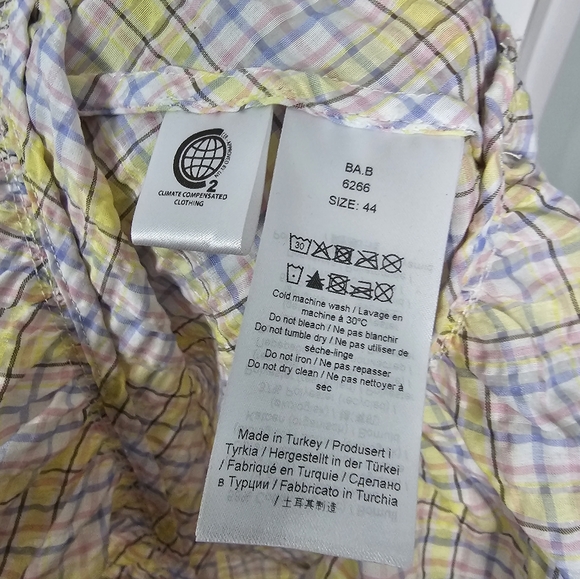 2
CLIMATE COMPENSATED
CLOTHING
BA.B
6266
SIZE: 44
30
Cold machine wash / Lavage en
machine à 30°C
Do not bleach / Ne pas blanchir
Do not tumble dry / Ne pas utiliser de
sèche-linge
Do not iron / Ne pas repasser
Do not dry clean / Ne pas nettoyer à
sec
Made in Turkey / Produsert i
Tyrkia / Hergestellt in der Türkei
/ Fabriqué en Turquie / Сделано
в Турции / Fabbricato in Turchia
/ 土耳其制造